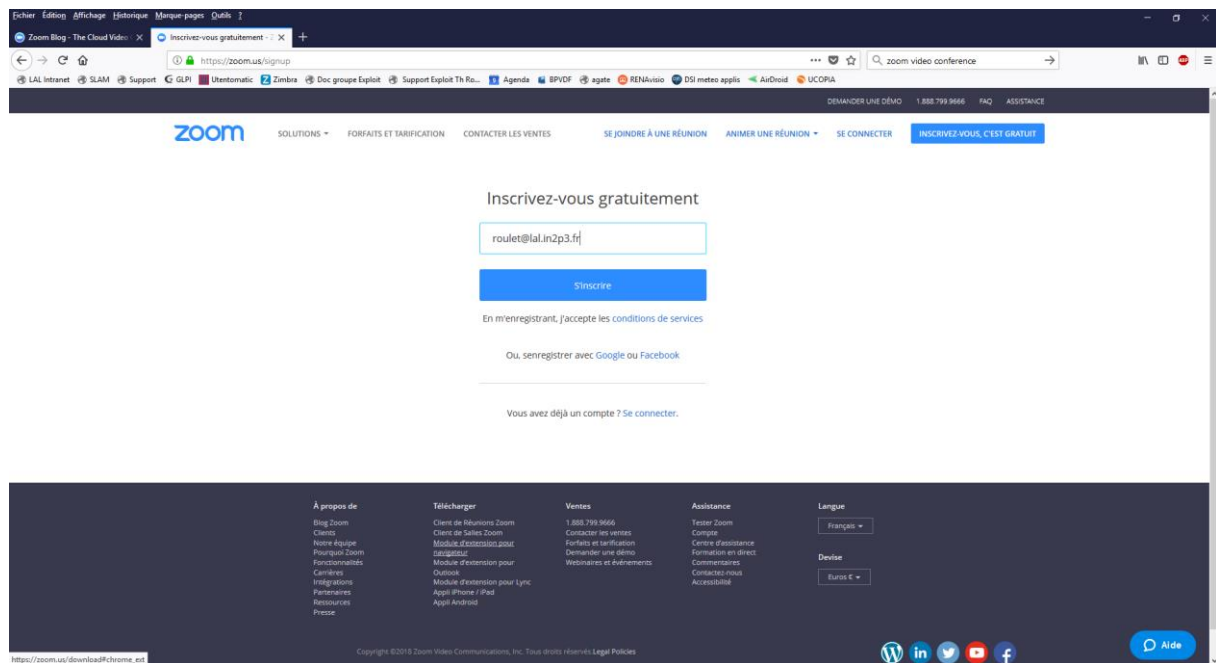 Fichier Édition Affichage Historique Marque-pages Outils ?
Zoom Blog - The Cloud Video Inscrivez-vous gratuitement - Z
https://zoom.us/signup zoom video conference
LAL Intranet SLAM Support GLPI Utentomatic Zimbra Doc groupe Exploit Support Exploit Th Ro... Agenda BPVDF agate RENAvisio DSI meteo applis AirDroid UCOPIA
DEMANDER UNE DÉMO 1.888.799.9666 FAQ ASSISTANCE
zoom SOLUTIONS FORFAITS ET TARIFICATION CONTACTER LES VENTES SE JOINDRE À UNE RÉUNION ANIMER UNE RÉUNION SE CONNECTER INSCRIVEZ-VOUS, C'EST GRATUIT
Inscrivez-vous gratuitement
roulet@lal.in2p3.fr
S'inscrire
En m'enregistrant, j'accepte les conditions de services
Ou, senregistrer avec Google ou Facebook
Vous avez déjà un compte ? Se connecter.
À propos de
Blog Zoom
Clients
Notre équipe
Pourquoi Zoom
Fonctionnalités
Carrières
Intégrations
Partenaires
Ressources
Presse
Télécharger
Client de Réunions Zoom
Client de Salles Zoom
Module d'extension pour
navigateur
Module d'extension pour
Outlook
Module d'extension pour Lync
Appli iPhone / iPad
Appli Android
Ventes
1.888.799.9666
Contacter les ventes
Forfaits et tarification
Demander une démo
Webinaires et événements
Assistance
Tester Zoom
Compte
Centre d'assistance
Formation en direct
Commentaires
Contactez-nous
Accessibilité
Langue
Français
Devise
Euros €
Copyright ©2018 Zoom Video Communications, Inc. Tous droits réservés Legal Policies
Aide
https://zoom.us/download#chrome_ext